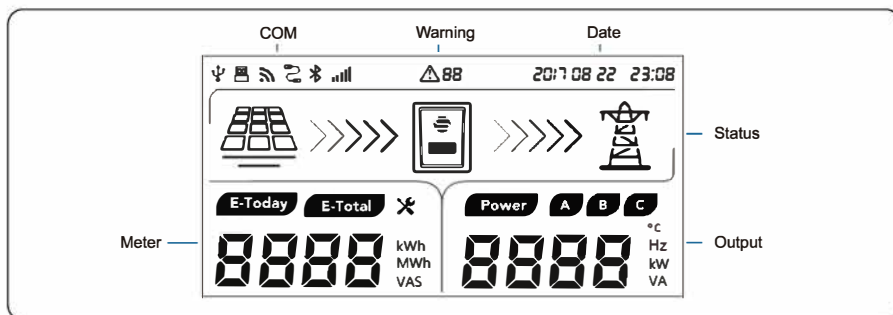 COM Warning Date
88 2017 08 22 23:08
Status
E-Today E-Total Power A B C
°C
Meter 8888 kWh 8888 Hz Output
MWh kW
VAS VA